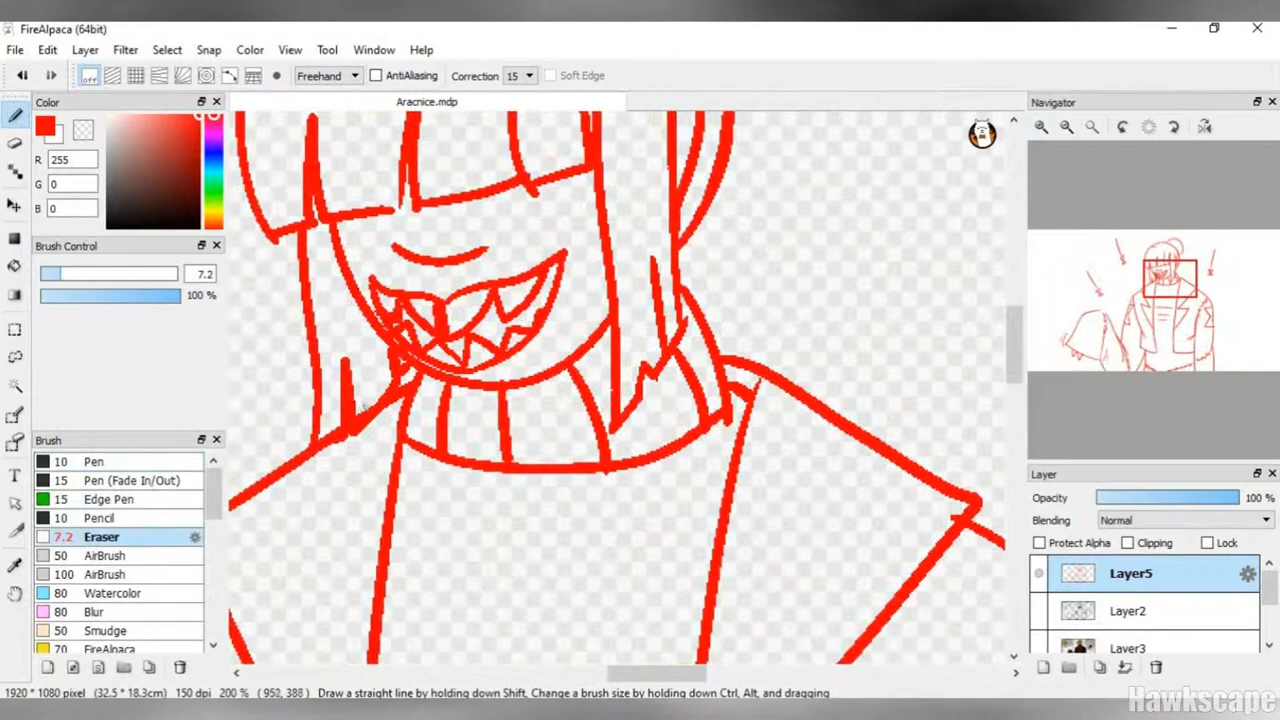 FireAlpaca (64bit)
File Edit Layer Filter Select Snap Color View Tool Window Help
off Freehand AntiAliasing Correction 15 Soft Edge
Color
R 255
G 0
B 0
Brush Control
7.2
100 %
Brush
10 Pen
15 Pen (Fade In/Out)
15 Edge Pen
10 Pencil
7.2 Eraser
50 AirBrush
100 AirBrush
80 Watercolor
80 Blur
50 Smudge
70 FireAlpaca
Aracnice.mdp
Navigator
Layer
Opacity 100 %
Blending Normal
Protect Alpha Clipping Lock
Layer5
Layer2
Layer3
1920 * 1080 pixel (32.5 * 18.3cm) 150 dpi 200 % ( 952, 388 ) Draw a straight line by holding down Shift, Change a brush size by holding down Ctrl, Alt, and dragging
Hawkscape